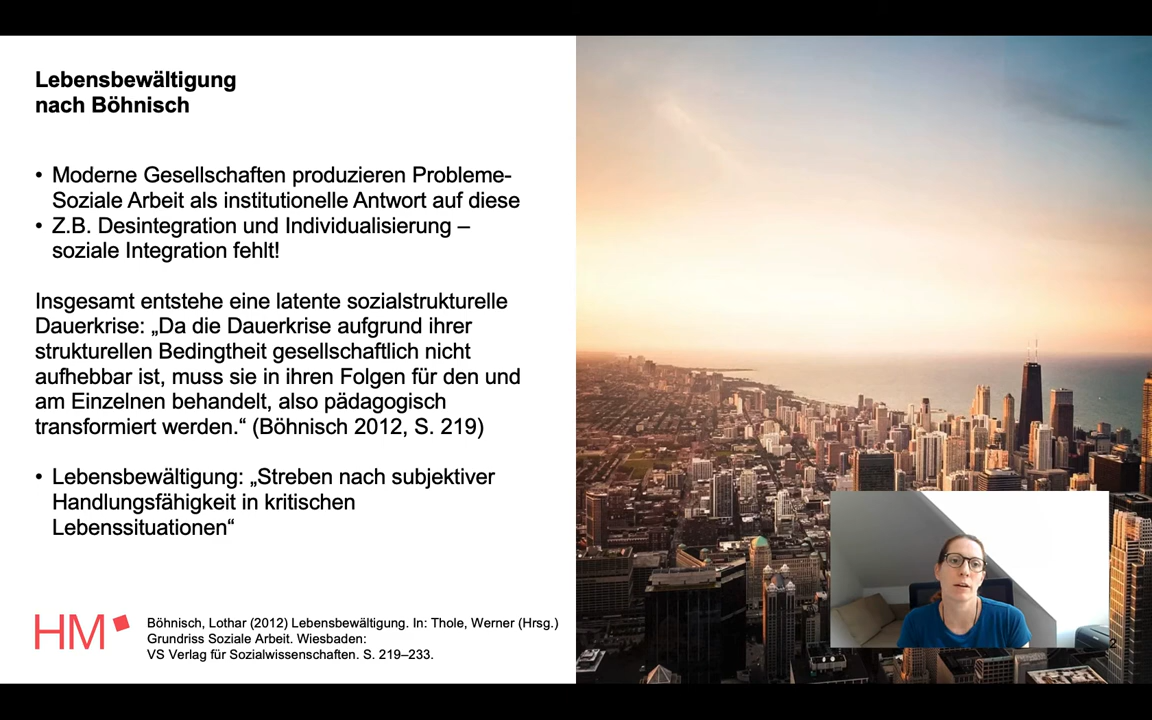 Lebensbewältigung
nach Böhnisch
• Moderne Gesellschaften produzieren Probleme-
Soziale Arbeit als institutionelle Antwort auf diese
• Z.B. Desintegration und Individualisierung –
soziale Integration fehlt!
Insgesamt entstehe eine latente sozialstrukturelle
Dauerkrise: „Da die Dauerkrise aufgrund ihrer
strukturellen Bedingtheit gesellschaftlich nicht
aufhebbar ist, muss sie in ihren Folgen für den und
am Einzelnen behandelt, also pädagogisch
transformiert werden.“ (Böhnisch 2012, S. 219)
• Lebensbewältigung: „Streben nach subjektiver
Handlungsfähigkeit in kritischen
Lebenssituationen“
HM
Böhnisch, Lothar (2012) Lebensbewältigung. In: Thole, Werner (Hrsg.)
Grundriss Soziale Arbeit. Wiesbaden:
VS Verlag für Sozialwissenschaften. S. 219–233.
2